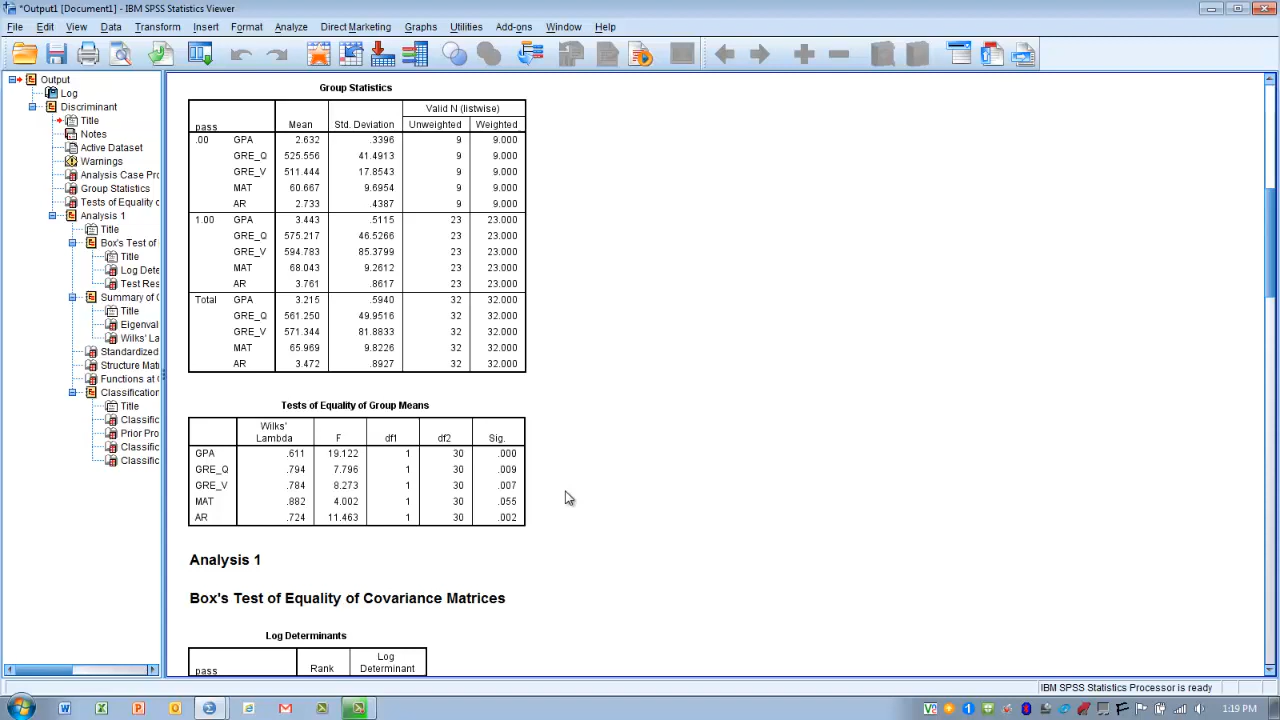 *Output1 [Document1] - IBM SPSS Statistics Viewer
File Edit View Data Transform Insert Format Analyze Direct Marketing Graphs Utilities Add-ons Window Help
Output
Log
Discriminant
Title
Notes
Active Dataset
Warnings
Analysis Case Pro
Group Statistics
Tests of Equality o
Analysis 1
Title
Box's Test of
Title
Log Dete
Test Res
Summary of C
Title
Eigenval
Wilks' La
Standardized
Structure Mat
Functions at G
Classification
Title
Classific
Prior Pro
Classific
Classific
Group Statistics
Valid N (listwise)
pass Mean Std. Deviation Unweighted Weighted
.00 GPA 2.632 .3396 9 9.000
GRE_Q 525.556 41.4913 9 9.000
GRE_V 511.444 17.8543 9 9.000
MAT 60.667 9.6954 9 9.000
AR 2.733 .4387 9 9.000
1.00 GPA 3.443 .5115 23 23.000
GRE_Q 575.217 46.5266 23 23.000
GRE_V 594.783 85.3799 23 23.000
MAT 68.043 9.2612 23 23.000
AR 3.761 .8617 23 23.000
Total GPA 3.215 .5940 32 32.000
GRE_Q 561.250 49.9516 32 32.000
GRE_V 571.344 81.8833 32 32.000
MAT 65.969 9.8226 32 32.000
AR 3.472 .8927 32 32.000
Tests of Equality of Group Means
Wilks'
Lambda F df1 df2 Sig.
GPA .611 19.122 1 30 .000
GRE_Q .794 7.796 1 30 .009
GRE_V .784 8.273 1 30 .007
MAT .882 4.002 1 30 .055
AR .724 11.463 1 30 .002
Analysis 1
Box's Test of Equality of Covariance Matrices
Log Determinants
pass Rank Log
Determinant
IBM SPSS Statistics Processor is ready
1:19 PM